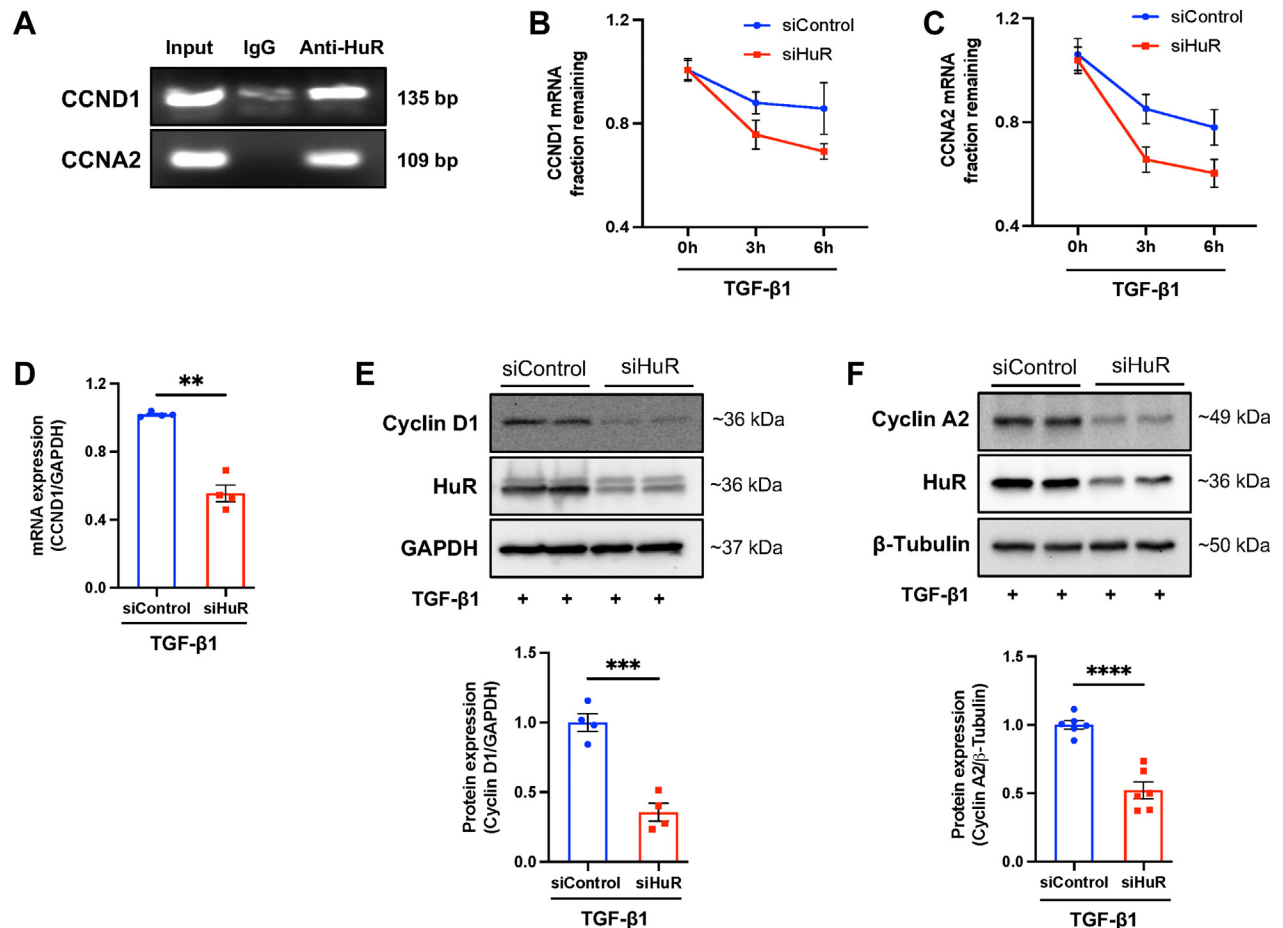 A
Input IgG Anti-HuR
CCND1
135 bp
CCNA2
109 bp
B
CCND1 mRNA
fraction remaining
1.2
0.8
0.4
siControl
siHuR
0h 3h 6h
TGF-β1
C
CCNA2 mRNA
fraction remaining
1.2
0.8
0.4
siControl
siHuR
0h 3h 6h
TGF-β1
D
mRNA expression
(CCND1/GAPDH)
1.2
0.8
0.4
0.0
**
siControl siHuR
TGF-β1
E
siControl siHuR
Cyclin D1 ~36 kDa
HuR ~36 kDa
GAPDH ~37 kDa
TGF-β1 + + + +
Protein expression
(Cyclin D1/GAPDH)
1.5
1.0
0.5
0.0
***
siControl siHuR
TGF-β1
F
siControl siHuR
Cyclin A2 ~49 kDa
HuR ~36 kDa
β-Tubulin ~50 kDa
TGF-β1 + + + +
Protein expression
(Cyclin A2/β-Tubulin)
1.5
1.0
0.5
0.0
****
siControl siHuR
TGF-β1